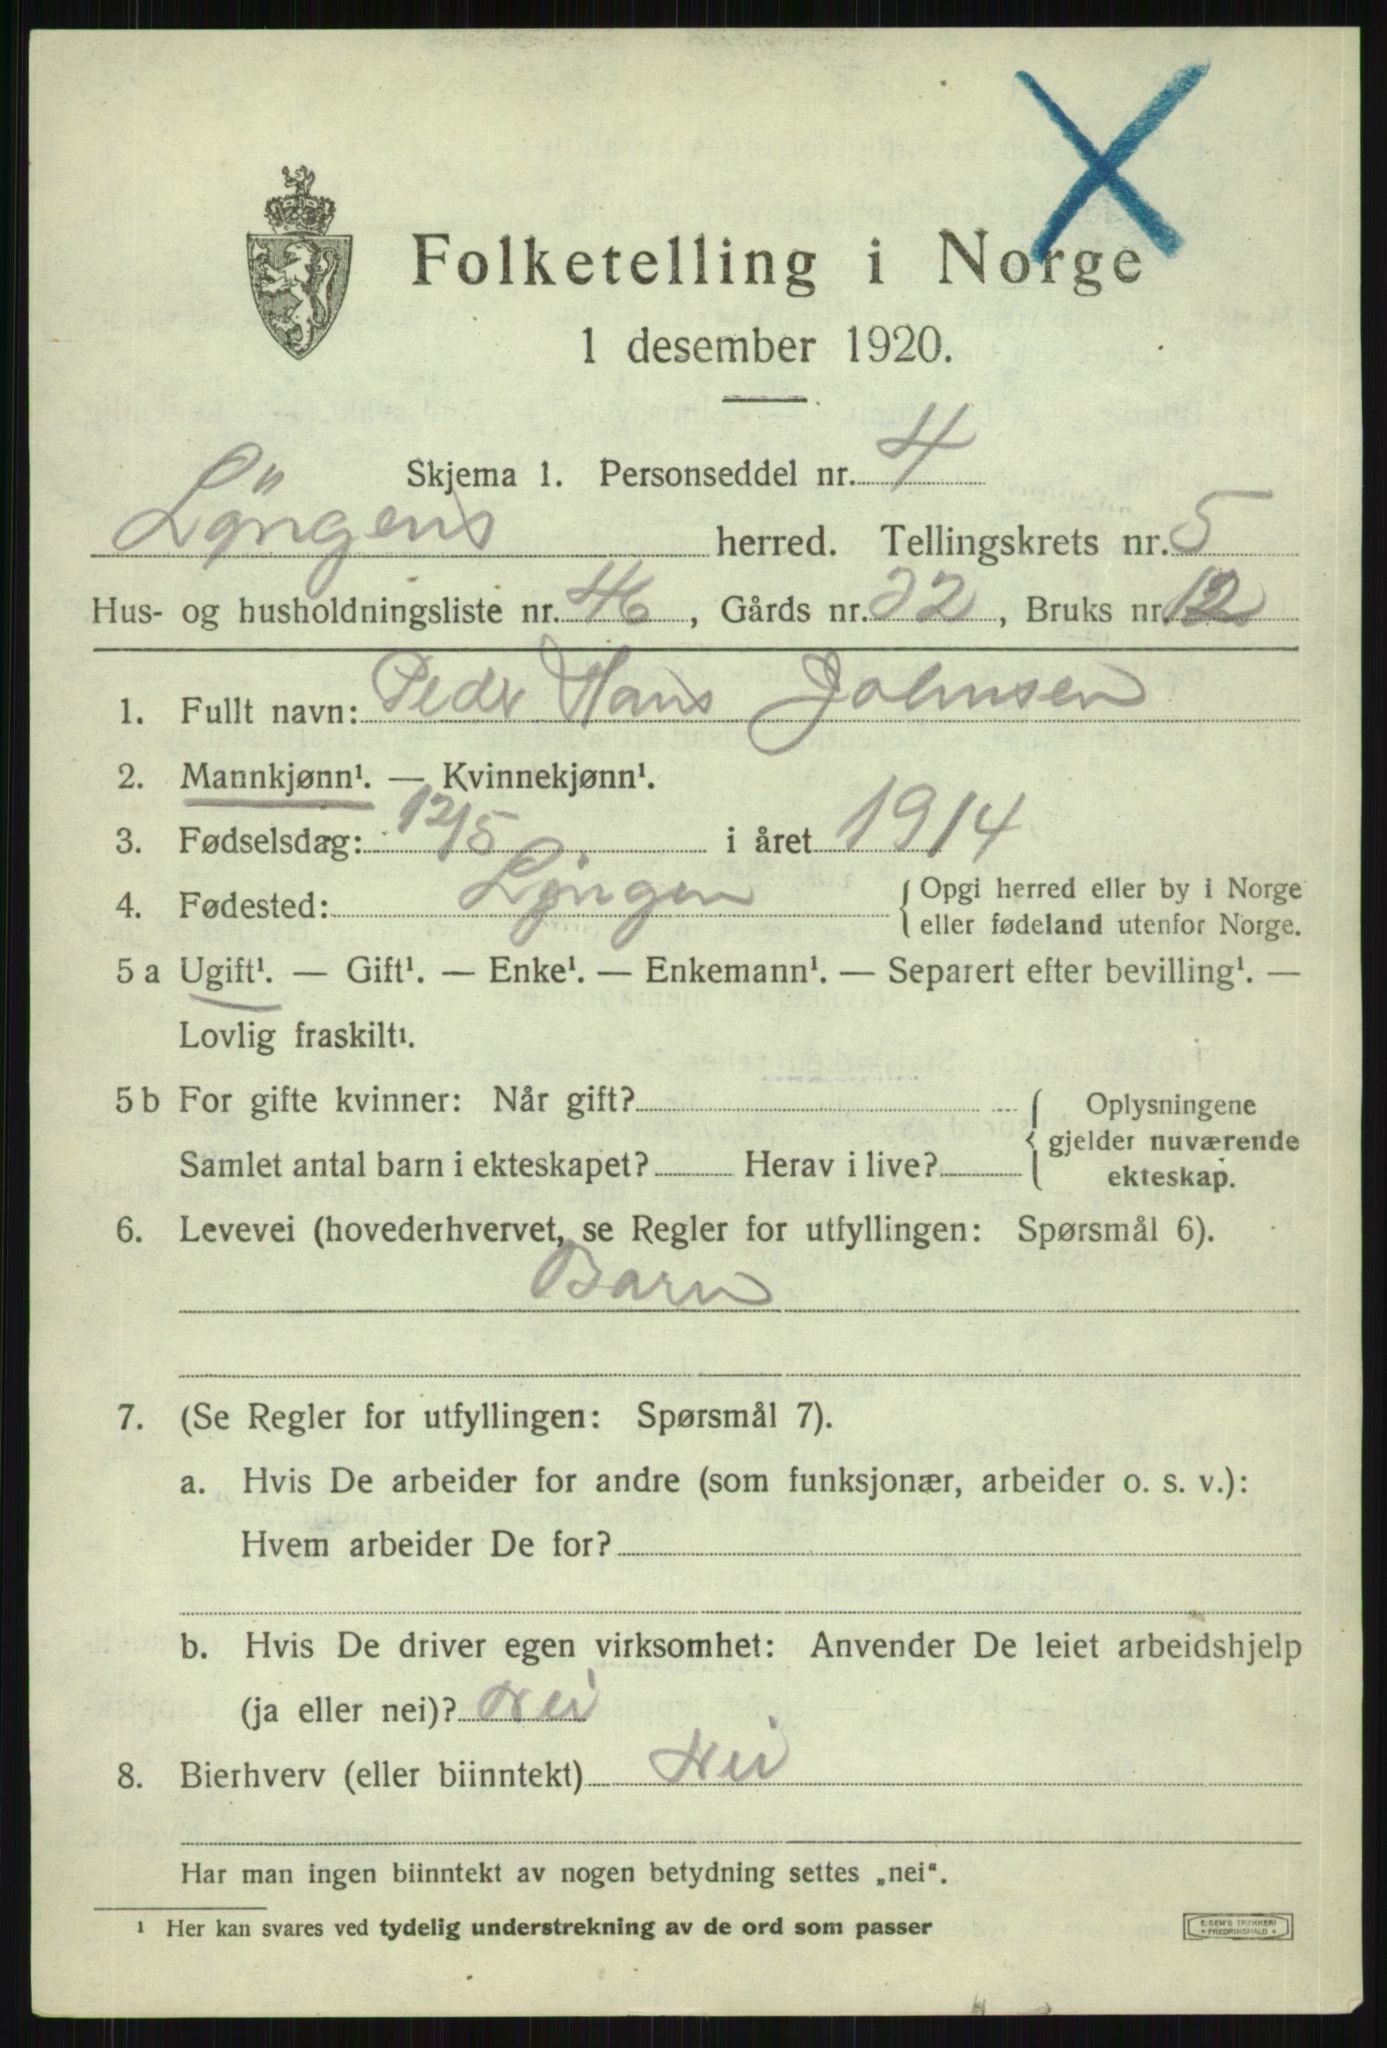 Folketelling i Norge
1 desember 1920.
Skjema 1. Personseddel nr. 4
Lÿngens herred. Tellingskrets nr. 5
Hus- og husholdningsliste nr. 46, Gårds nr. 22, Bruks nr. 12
1. Fullt navn: Peder Hans Johnsen
2. Mannkjønn¹. — Kvinnekjønn¹.
3. Fødselsdag: 12/5 i året 1914
4. Fødested: Lÿngen { Opgi herred eller by i Norge
eller fødeland utenfor Norge.
5 a Ugift¹. — Gift¹. — Enke¹. — Enkemann¹. — Separert efter bevilling¹. —
Lovlig fraskilt¹.
5 b For gifte kvinner: Når gift? { Oplysningene
gjelder nuværende
Samlet antal barn i ekteskapet? Herav i live?
ekteskap.
6. Levevei (hovederhvervet, se Regler for utfyllingen: Spørsmål 6).
Barn
7. (Se Regler for utfyllingen: Spørsmål 7).
a. Hvis De arbeider for andre (som funksjonær, arbeider o. s. v.):
Hvem arbeider De for?
b. Hvis De driver egen virksomhet: Anvender De leiet arbeidshjelp
(ja eller nei)? Nei
8. Bierhverv (eller biinntekt) Nei
Har man ingen biinntekt av nogen betydning settes „nei“.
¹ Her kan svares ved tydelig understrekning av de ord som passer
E. SEM'S TRYKKERI
* FREDRIKSHALD *